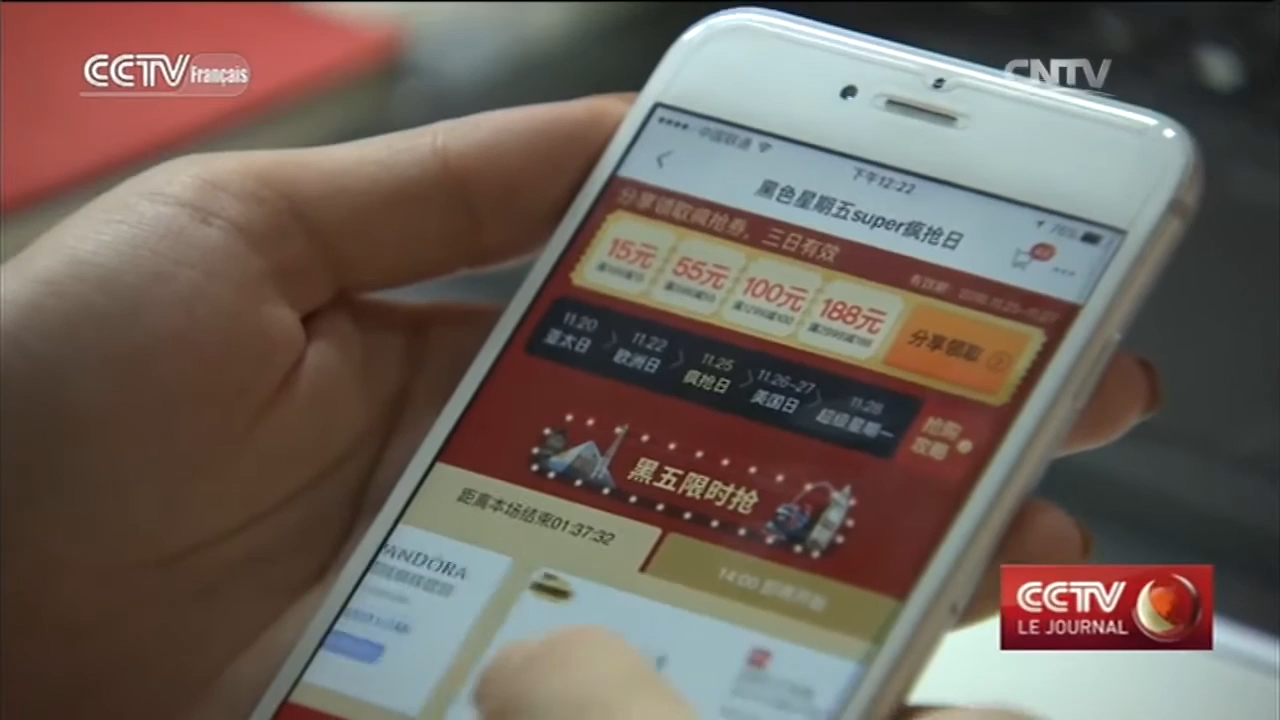 CCTV Français
CNTV
中国联通
下午12:22
76%
黑色星期五super疯抢日
分享领取疯抢券，三日有效
15元
55元
100元
188元
分享领取
11.20
亚太日
11.22
欧洲日
11.25
疯抢日
11.26-27
美国日
11.28
超级星期一
抢购
攻略
黑五限时抢
距离本场结束01:37:32
14:00 即将开抢
PANDORA
CCTV
LE JOURNAL